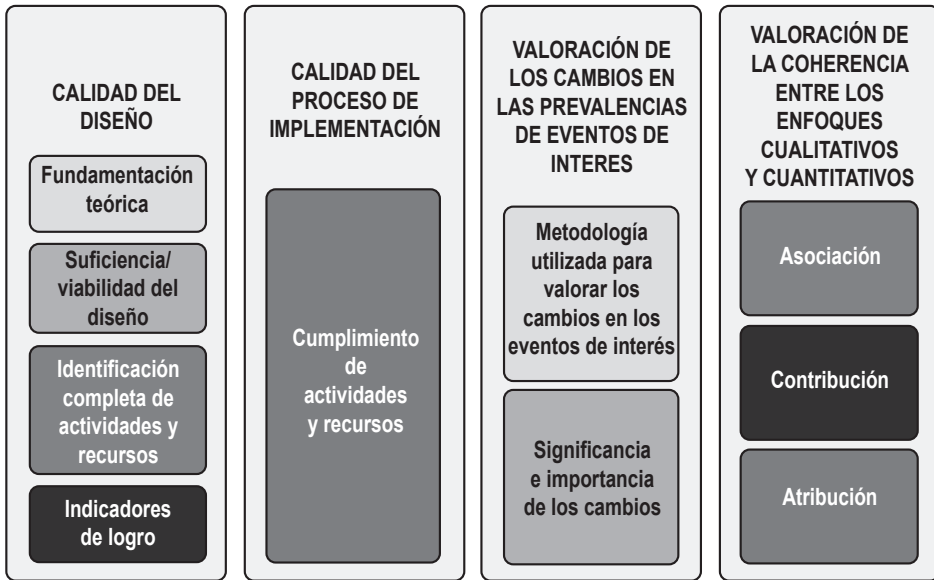 CALIDAD DEL
DISEÑO
Fundamentación
teórica
Suficiencia/
viabilidad del
diseño
Identificación
completa de
actividades y
recursos
Indicadores
de logro
CALIDAD DEL
PROCESO DE
IMPLEMENTACIÓN
Cumplimiento
de
actividades
y recursos
VALORACIÓN DE
LOS CAMBIOS EN
LAS PREVALENCIAS
DE EVENTOS DE
INTERES
Metodología
utilizada para
valorar los
cambios en los
eventos de interés
Significancia
e importancia
de los cambios
VALORACIÓN DE
LA COHERENCIA
ENTRE LOS
ENFOQUES
CUALITATIVOS
Y CUANTITATIVOS
Asociación
Contribución
Atribución